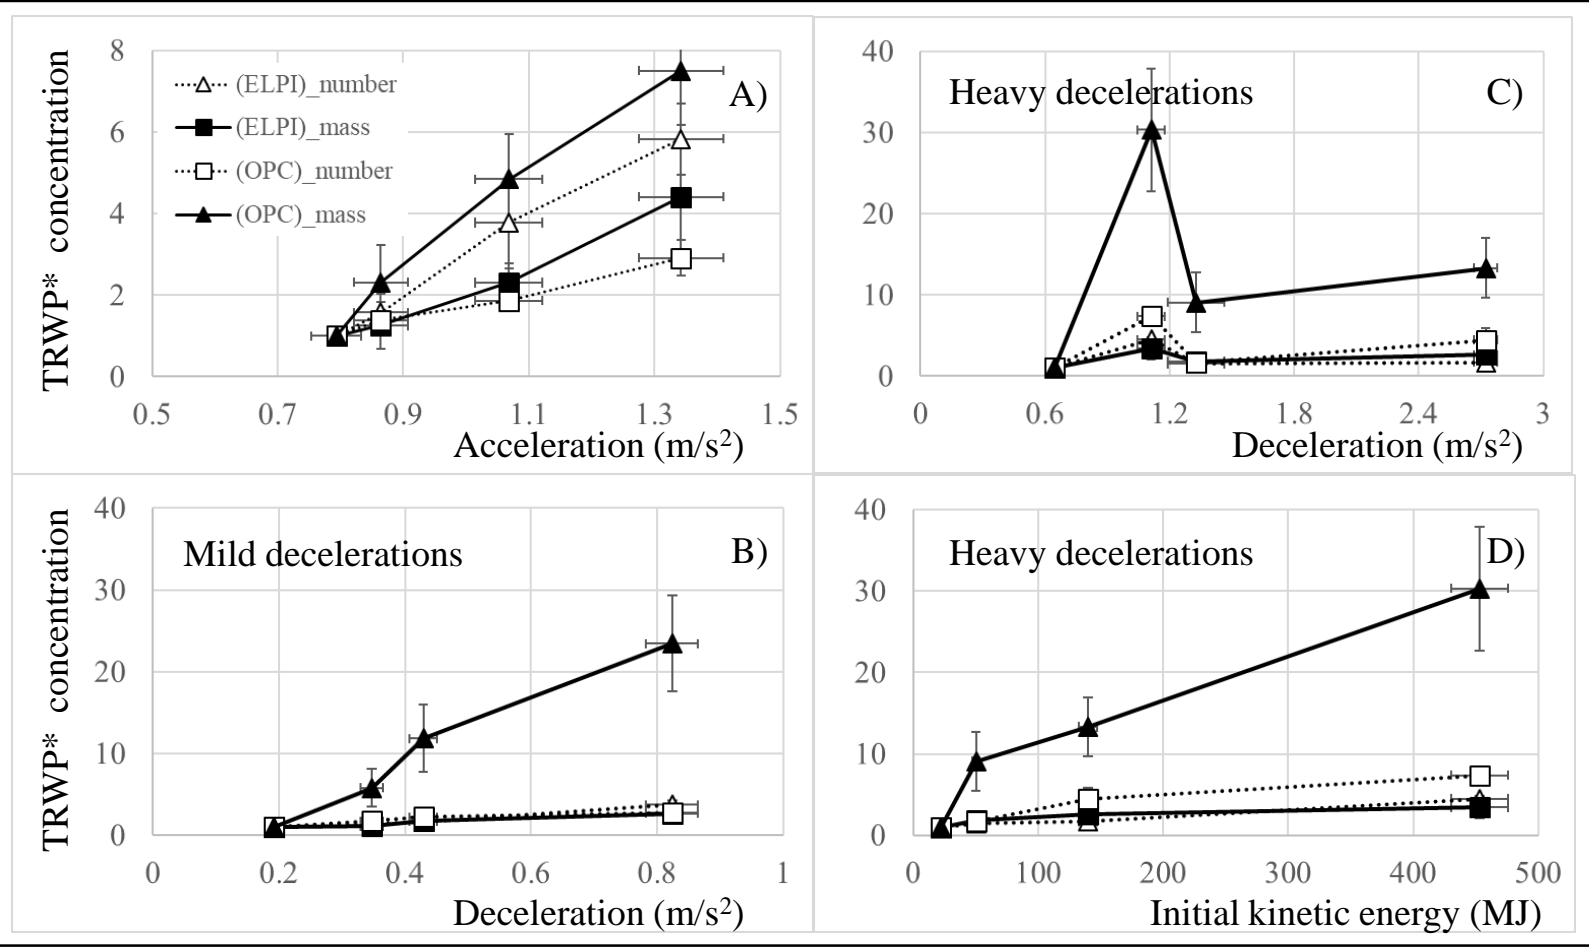 TRWP* concentration
8
6
4
2
0
(ELPI)_number
(ELPI)_mass
(OPC)_number
(OPC)_mass
A)
0.5 0.7 0.9 1.1 1.3 1.5
Acceleration (m/s²)
40
30
20
10
0
Heavy decelerations C)
0 0.6 1.2 1.8 2.4 3
Deceleration (m/s²)
TRWP* concentration
40
30
20
10
0
Mild decelerations B)
0 0.2 0.4 0.6 0.8 1
Deceleration (m/s²)
40
30
20
10
0
Heavy decelerations D)
0 100 200 300 400 500
Initial kinetic energy (MJ)